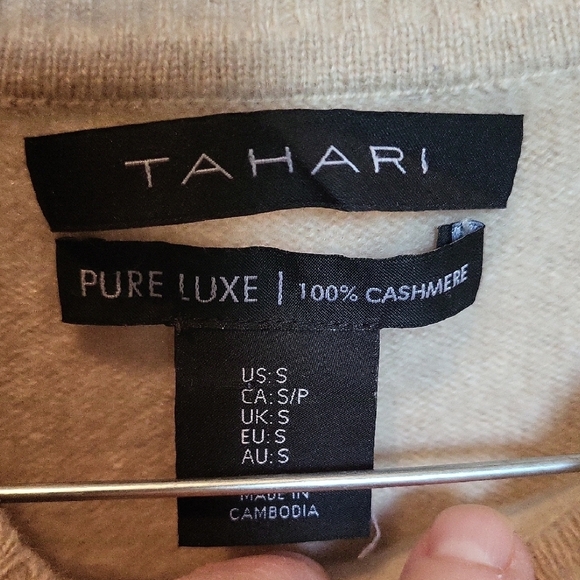 TAHARI
PURE LUXE | 100% CASHMERE
US: S
CA: S/P
UK: S
EU: S
AU: S
MADE IN
CAMBODIA